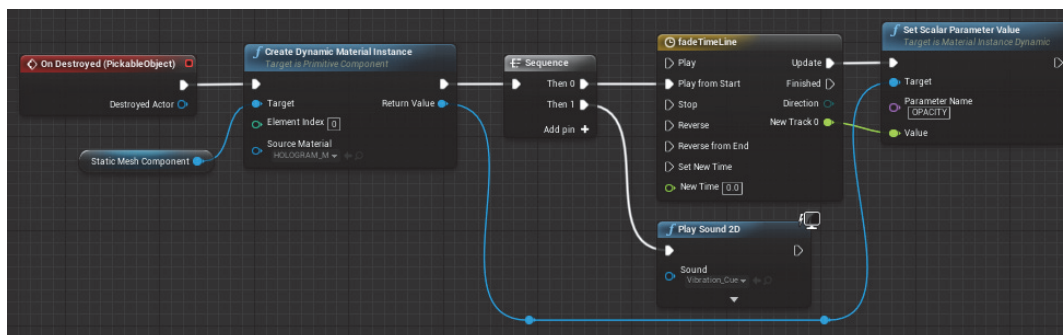 On Destroyed (PickableObject)
Destroyed Actor
Static Mesh Component
f Create Dynamic Material Instance
Target is Primitive Component
Target
Return Value
Element Index 0
Source Material
HOLOGRAM_M
Sequence
Then 0
Then 1
Add pin +
fadeTimeLine
Play
Update
Play from Start
Finished
Stop
Direction
Reverse
New Track 0
Reverse from End
Set New Time
New Time 0.0
f Play Sound 2D
Sound
Vibration_Cue
f Set Scalar Parameter Value
Target is Material Instance Dynamic
Target
Parameter Name
OPACITY
Value